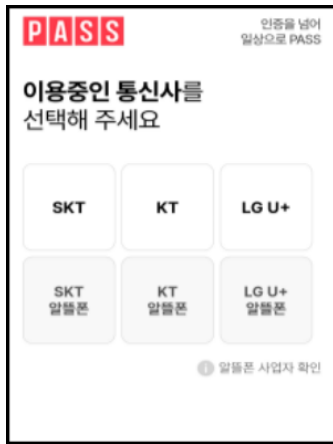 PASS
인증을 넘어
일상으로 PASS
이용중인 통신사를
선택해 주세요
SKT
KT
LG U+
SKT
알뜰폰
KT
알뜰폰
LG U+
알뜰폰
알뜰폰 사업자 확인